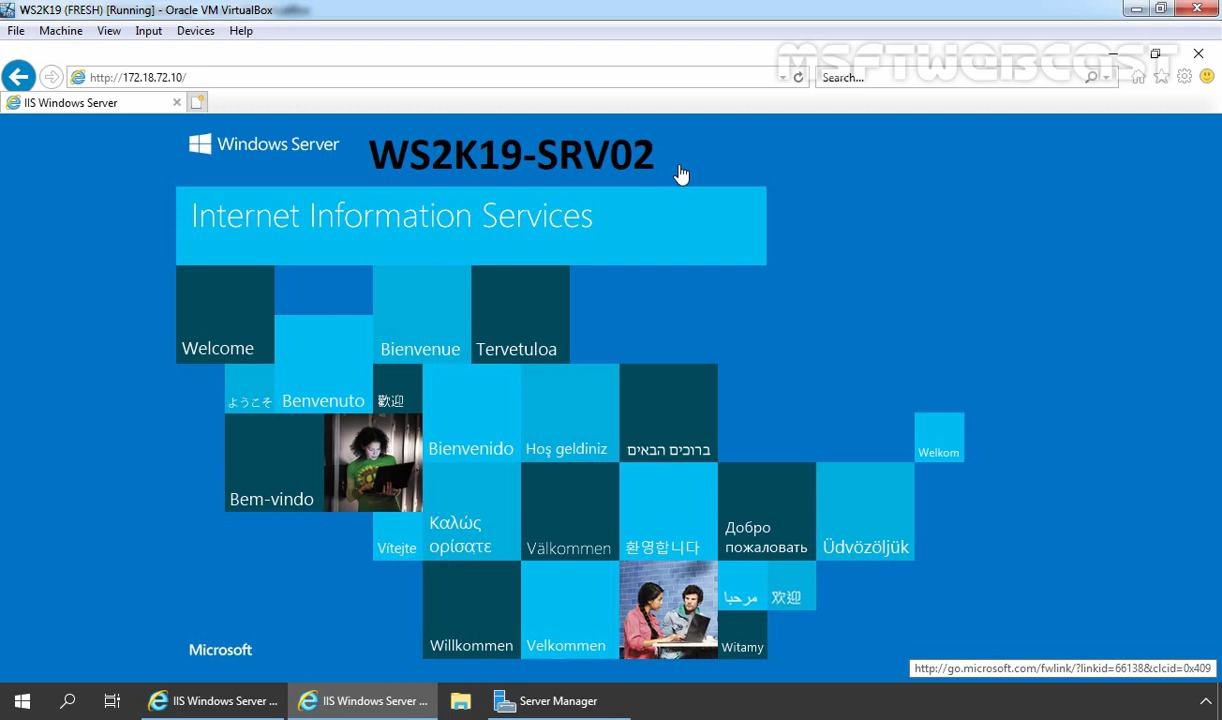 WS2K19 (FRESH) [Running] - Oracle VM VirtualBox
File Machine View Input Devices Help
MSFTWEBCAST
http://172.18.72.10/
Search...
IIS Windows Server
Windows Server
WS2K19-SRV02
Internet Information Services
Welcome
Bienvenue
Tervetuloa
ようこそ
Benvenuto
歡迎
Bienvenido
Hoş geldiniz
ברוכים הבאים
Welkom
Bem-vindo
Vítejte
Καλώς
ορίσατε
Välkommen
환영합니다
Добро
пожаловать
Üdvözöljük
مرحبا
欢迎
Willkommen
Velkommen
Witamy
Microsoft
http://go.microsoft.com/fwlink/?linkid=66138&clcid=0x409
IIS Windows Server ...
IIS Windows Server ...
Server Manager